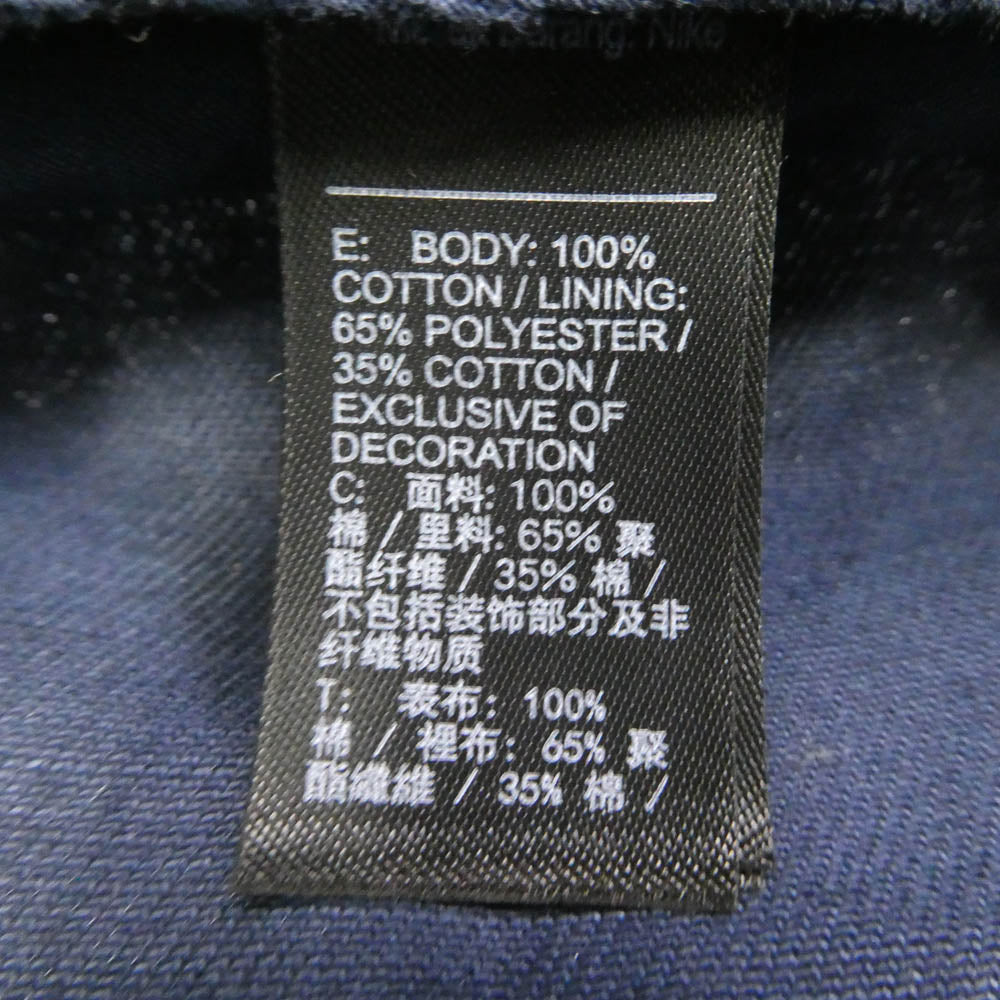 Barang: Nike
E: BODY: 100%
COTTON / LINING:
65% POLYESTER /
35% COTTON /
EXCLUSIVE OF
DECORATION
C: 面料: 100%
棉 / 里料: 65% 聚
酯纤维 / 35% 棉 /
不包括装饰部分及非
纤维物质
T: 表布: 100%
棉 / 裡布: 65% 聚
酯纖維 / 35% 棉 /